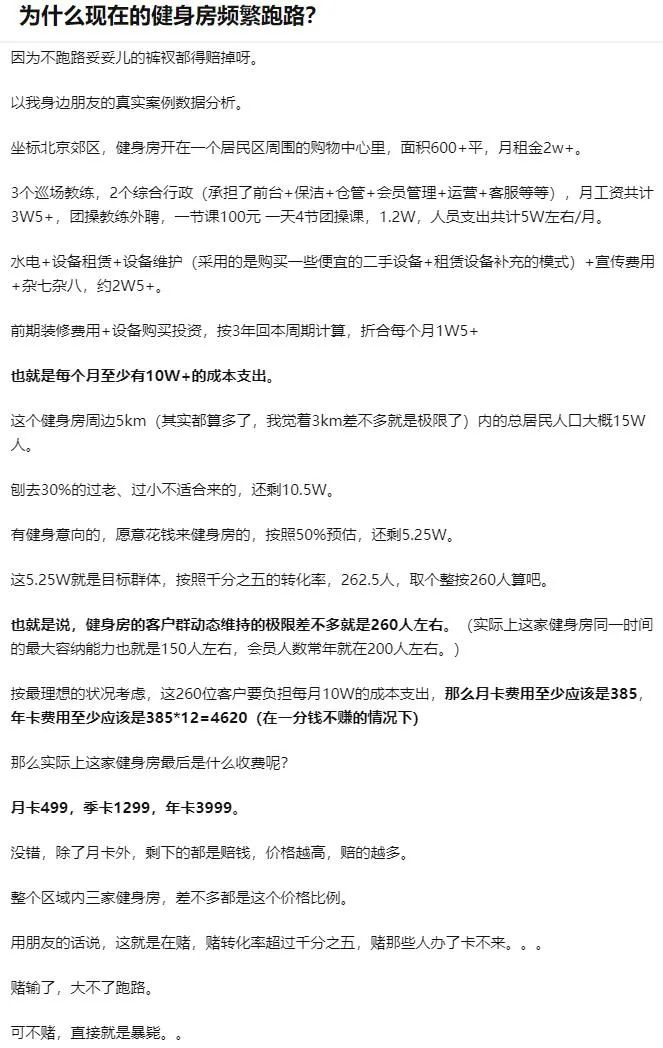 为什么现在的健身房频繁跑路？
因为不跑路妥妥儿的裤衩都得赔掉呀。
以我身边朋友的真实案例数据分析。
坐标北京郊区，健身房开在一个居民区周围的购物中心里，面积600+平，月租金2w+。
3个巡场教练，2个综合行政（承担了前台+保洁+仓管+会员管理+运营+客服等等），月工资共计
3W5+，团操教练外聘，一节课100元 一天4节团操课，1.2W，人员支出共计5W左右/月。
水电+设备租赁+设备维护（采用的是购买一些便宜的二手设备+租赁设备补充的模式）+宣传费用
+杂七杂八，约2W5+。
前期装修费用+设备购买投资，按3年回本周期计算，折合每个月1W5+
也就是每个月至少有10W+的成本支出。
这个健身房周边5km（其实都算多了，我觉着3km差不多就是极限了）内的总居民人口大概15W
人。
刨去30%的过老、过小不适合来的，还剩10.5W。
有健身意向的，愿意花钱来健身房的，按照50%预估，还剩5.25W。
这5.25W就是目标群体，按照千分之五的转化率，262.5人，取个整按260人算吧。
也就是说，健身房的客户群动态维持的极限差不多就是260人左右。（实际上这家健身房同一时间
的最大容纳能力也就是150人左右，会员人数常年就在200人左右。）
按最理想的状况考虑，这260位客户要负担每月10W的成本支出，那么月卡费用至少应该是385，
年卡费用至少应该是385*12=4620（在一分钱不赚的情况下）
那么实际上这家健身房最后是什么收费呢？
月卡499，季卡1299，年卡3999。
没错，除了月卡外，剩下的都是赔钱，价格越高，赔的越多。
整个区域内三家健身房，差不多都是这个价格比例。
用朋友的话说，这就是在赌，赌转化率超过千分之五，赌那些人办了卡不来。。。
赌输了，大不了跑路。
可不赌，直接就是暴毙。。